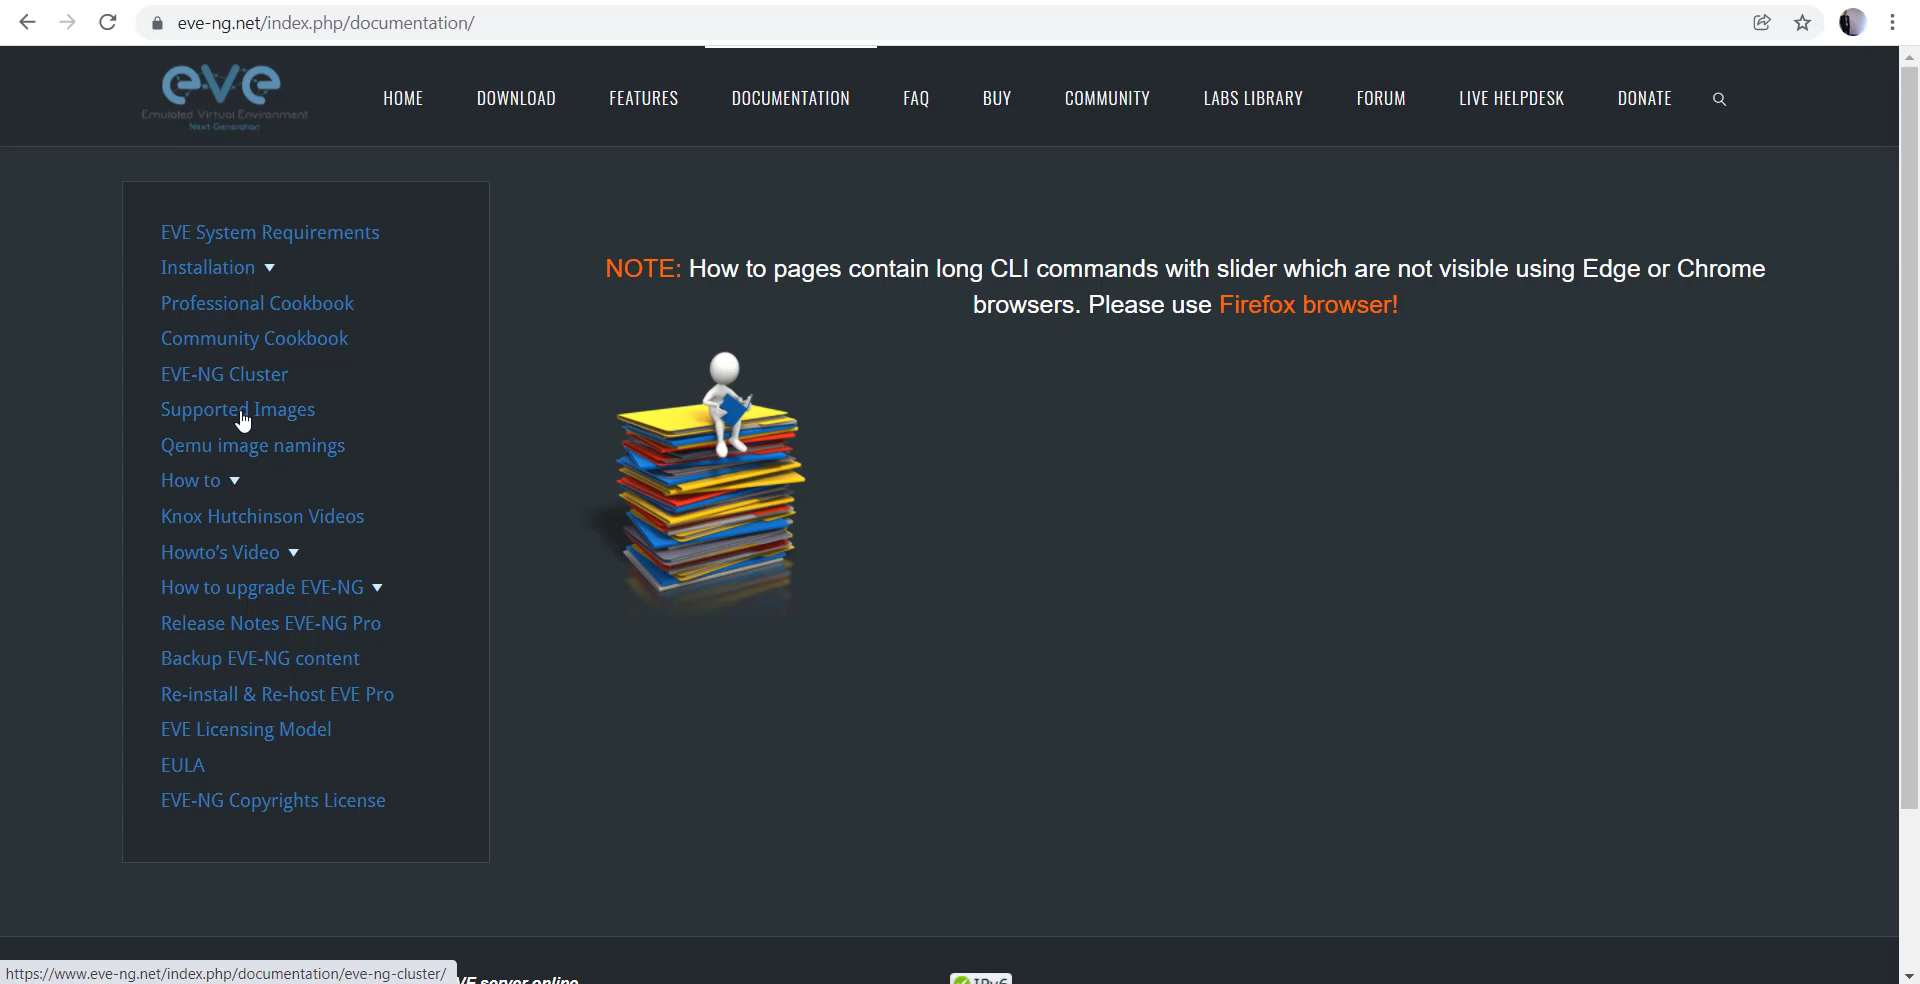 eve-ng.net/index.php/documentation/
eve
Emulated Virtual Environment
Next Generation
HOME
DOWNLOAD
FEATURES
DOCUMENTATION
FAQ
BUY
COMMUNITY
LABS LIBRARY
FORUM
LIVE HELPDESK
DONATE
EVE System Requirements
Installation
Professional Cookbook
Community Cookbook
EVE-NG Cluster
Supported Images
Qemu image namings
How to
Knox Hutchinson Videos
Howto's Video
How to upgrade EVE-NG
Release Notes EVE-NG Pro
Backup EVE-NG content
Re-install & Re-host EVE Pro
EVE Licensing Model
EULA
EVE-NG Copyrights License
NOTE: How to pages contain long CLI commands with slider which are not visible using Edge or Chrome
browsers. Please use Firefox browser!
https://www.eve-ng.net/index.php/documentation/eve-ng-cluster/
server online
IPv6